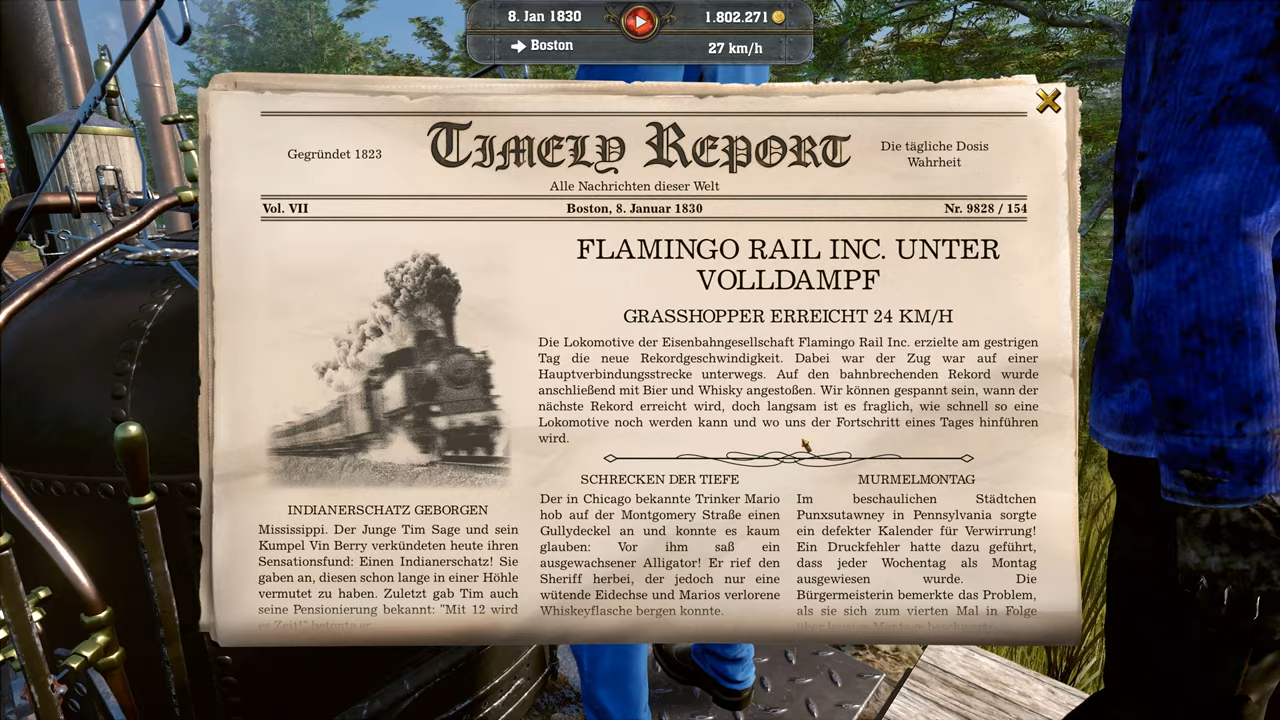 8. Jan 1830
1.802.271
Boston
27 km/h
Gegründet 1823
Timely Report
Die tägliche Dosis
Wahrheit
Alle Nachrichten dieser Welt
Vol. VII
Boston, 8. Januar 1830
Nr. 9828 / 154
FLAMINGO RAIL INC. UNTER
VOLLDAMPF
GRASSHOPPER ERREICHT 24 KM/H
Die Lokomotive der Eisenbahngesellschaft Flamingo Rail Inc. erzielte am gestrigen
Tag die neue Rekordgeschwindigkeit. Dabei war der Zug war auf einer
Hauptverbindungsstrecke unterwegs. Auf den bahnbrechenden Rekord wurde
anschließend mit Bier und Whisky angestoßen. Wir können gespannt sein, wann der
nächste Rekord erreicht wird, doch langsam ist es fraglich, wie schnell so eine
Lokomotive noch werden kann und wo uns der Fortschritt eines Tages hinführen
wird.
INDIANERSCHATZ GEBORGEN
Mississippi. Der Junge Tim Sage und sein
Kumpel Vin Berry verkündeten heute ihren
Sensationsfund: Einen Indianerschatz! Sie
gaben an, diesen schon lange in einer Höhle
vermutet zu haben. Zuletzt gab Tim auch
seine Pensionierung bekannt: "Mit 12 wird
es Zeit!" betonte er.
SCHRECKEN DER TIEFE
Der in Chicago bekannte Trinker Mario
hob auf der Montgomery Straße einen
Gullydeckel an und konnte es kaum
glauben: Vor ihm saß ein
ausgewachsener Alligator! Er rief den
Sheriff herbei, der jedoch nur eine
wütende Eidechse und Marios verlorene
Whiskeyflasche bergen konnte.
MURMELMONTAG
Im beschaulichen Städtchen
Punxsutawney in Pennsylvania sorgte
ein defekter Kalender für Verwirrung!
Ein Druckfehler hatte dazu geführt,
dass jeder Wochentag als Montag
ausgewiesen wurde. Die
Bürgermeisterin bemerkte das Problem,
als sie sich zum vierten Mal in Folge
über lausige Montage beschwerte.